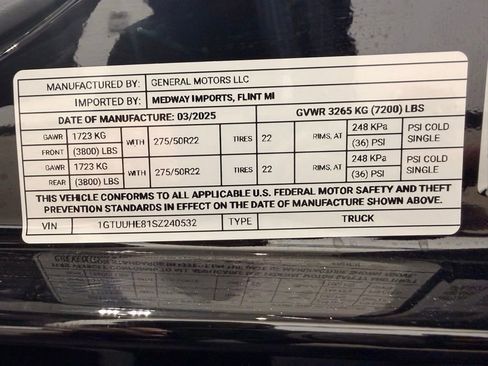 MANUFACTURED BY: GENERAL MOTORS LLC
IMPORTED BY: MEDWAY IMPORTS, FLINT MI
DATE OF MANUFACTURE: 03/2025 GVWR 3265 KG (7200) LBS
GAWR 1723 KG WITH 275/50R22 TIRES 22 RIMS, AT 248 KPa PSI COLD
FRONT (3800) LBS (36) PSI SINGLE
GAWR 1723 KG WITH 275/50R22 TIRES 22 RIMS, AT 248 KPa PSI COLD
REAR (3800) LBS (36) PSI SINGLE
THIS VEHICLE CONFORMS TO ALL APPLICABLE U.S. FEDERAL MOTOR SAFETY AND THEFT
PREVENTION STANDARDS IN EFFECT ON THE DATE OF MANUFACTURE SHOWN ABOVE.
VIN 1GTUUHE81SZ240532 TYPE TRUCK